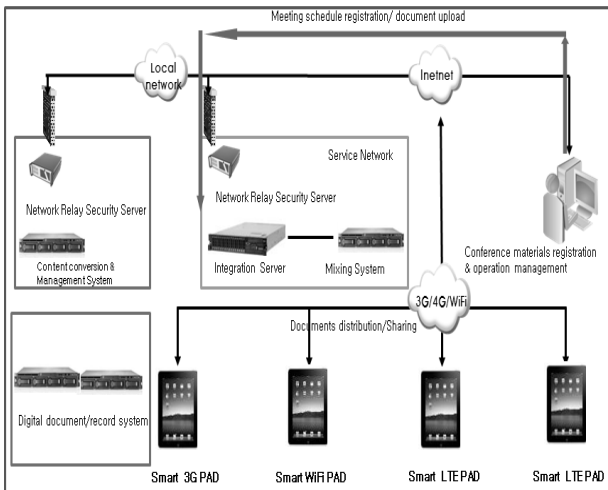 Meeting schedule registration/ document upload
Local
network
Inetnet
Service Network
Network Relay Security Server
Network Relay Security Server
Content conversion &
Management System
Integration Server
Mixing System
Conference materials registration
& operation management
3G/4G/WiFi
Documents distribution/Sharing
Digital document/record system
Smart 3G PAD
Smart WiFi PAD
Smart LTE PAD
Smart LTE PAD